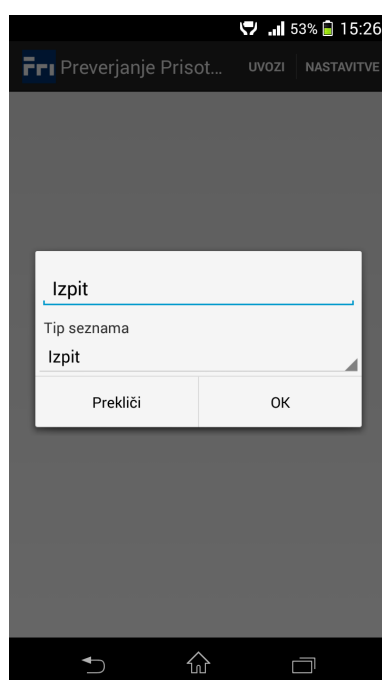 53% 15:26
Fri Preverjanje Prisot... UVOZI NASTAVITVE
Izpit
Tip seznama
Izpit
Prekliči OK